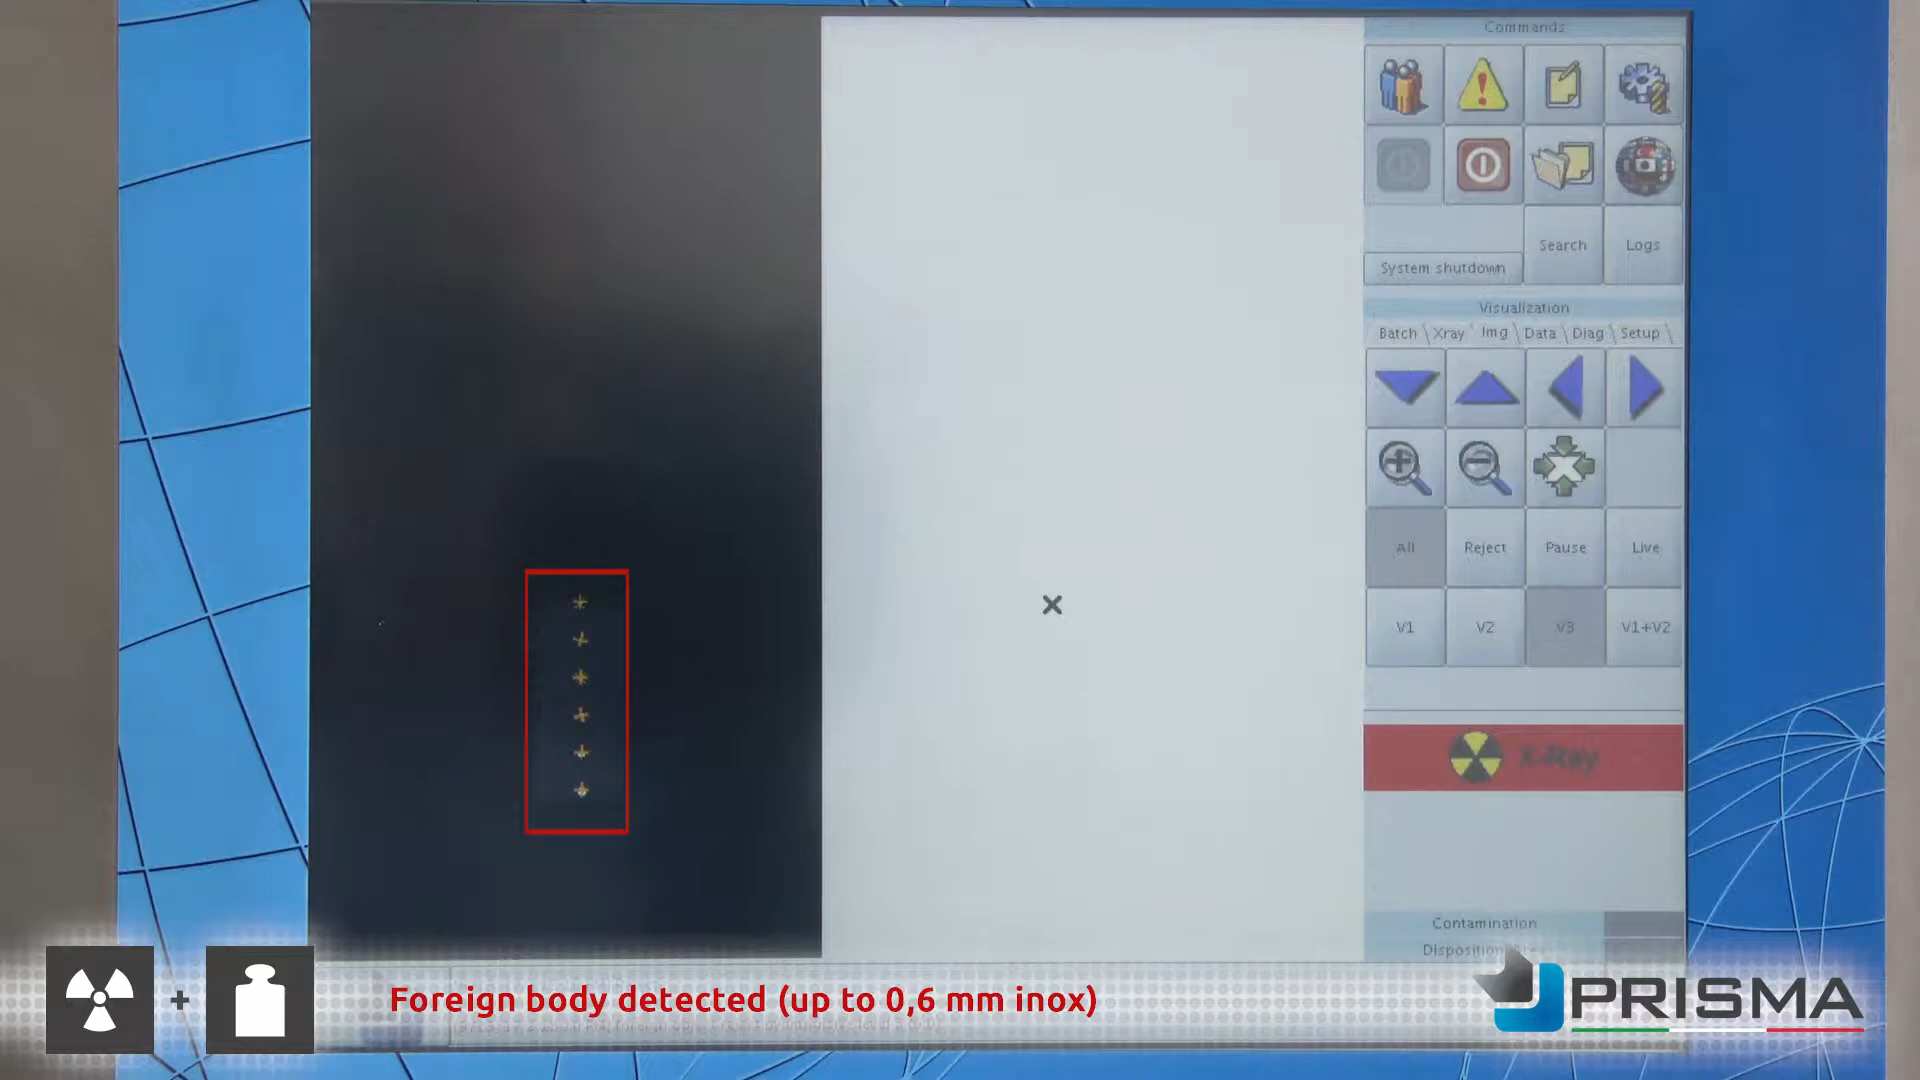 Commands
Search
Logs
System shutdown
Visualization
Batch
Xray
Img
Data
Diag
Setup
All
Reject
Pause
Live
V1
V2
V3
V1+V2
X-Ray
Contamination
Disposition
Foreign body detected (up to 0,6 mm inox)
PRISMA